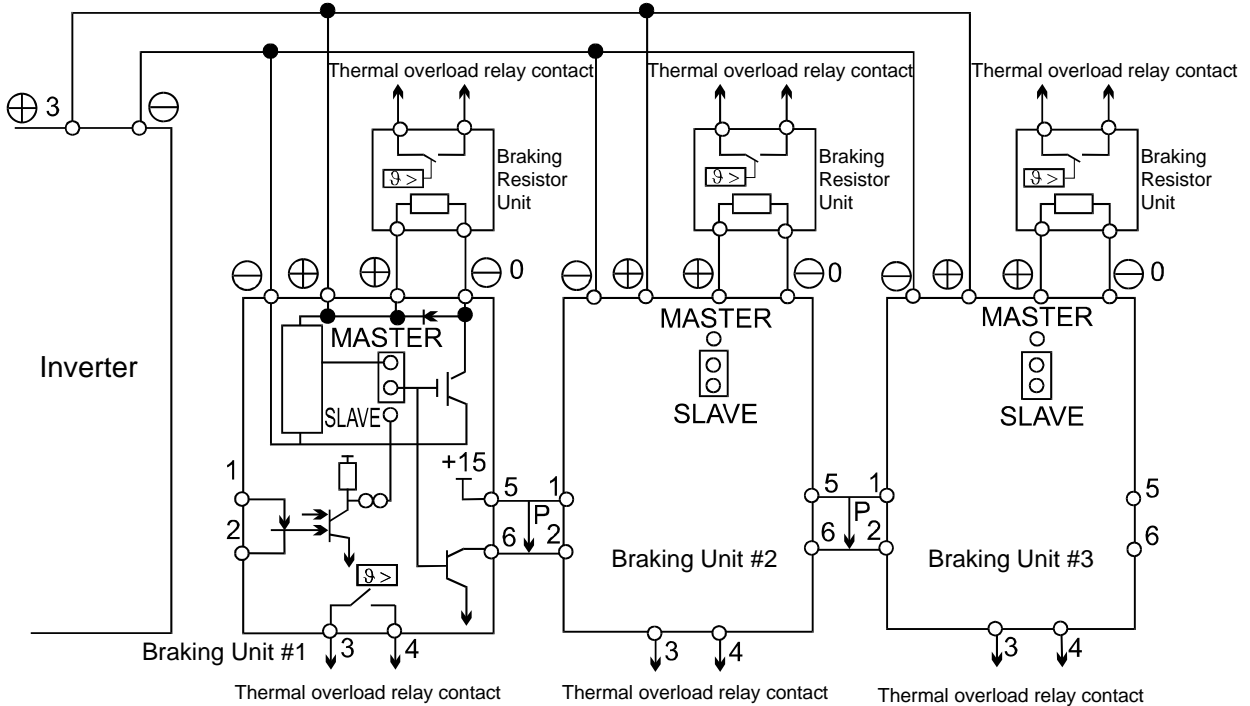 Thermal overload relay contact
Thermal overload relay contact
Thermal overload relay contact
⊕ 3 ⊖
Braking
Resistor
Unit
Braking
Resistor
Unit
Braking
Resistor
Unit
ϑ >
ϑ >
ϑ >
⊖ ⊕ ⊕ ⊖ 0
⊖ ⊕ ⊕ ⊖ 0
⊖ ⊕ ⊕ ⊖ 0
Inverter
MASTER
SLAVE
MASTER
SLAVE
MASTER
SLAVE
+15
1
2
5
6
P
1
2
5
6
P
1
2
5
6
ϑ >
Braking Unit #2
Braking Unit #3
Braking Unit #1
3
4
3
4
3
4
Thermal overload relay contact
Thermal overload relay contact
Thermal overload relay contact